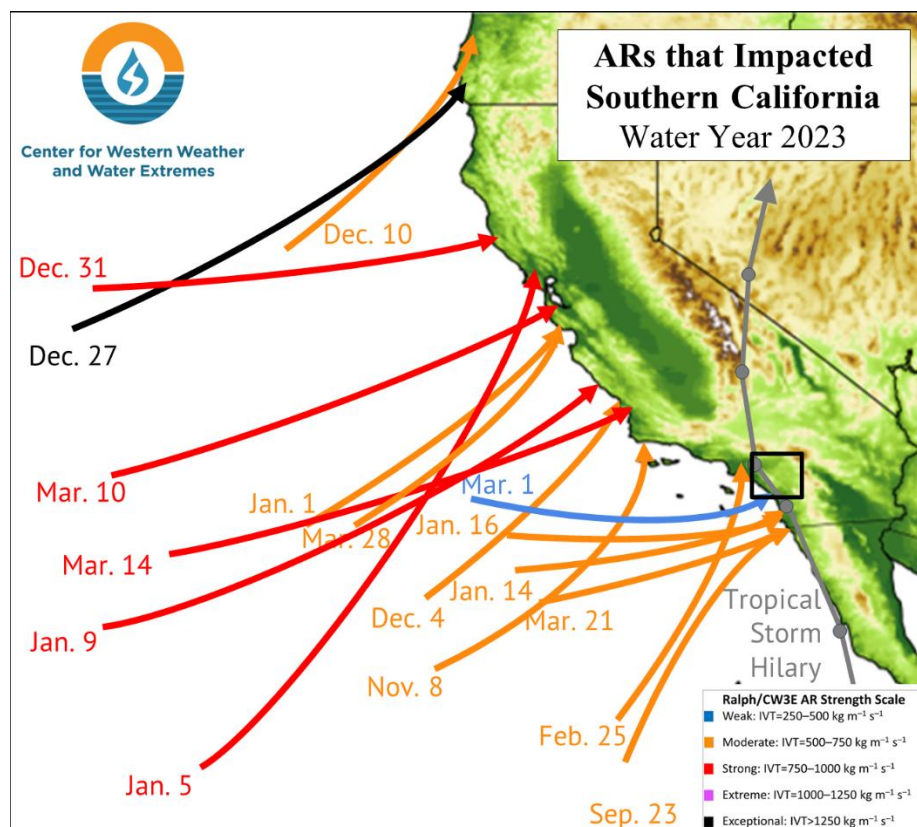 ARs that Impacted
Southern California
Water Year 2023
Center for Western Weather
and Water Extremes
Dec. 10
Dec. 31
Dec. 27
Mar. 10
Jan. 1
Mar. 1
Mar. 28
Jan. 16
Mar. 14
Jan. 14
Dec. 4
Mar. 21
Jan. 9
Nov. 8
Tropical
Storm
Hilary
Feb. 25
Jan. 5
Sep. 23
Ralph/CW3E AR Strength Scale
Weak: IVT=250–500 kg m⁻¹ s⁻¹
Moderate: IVT=500–750 kg m⁻¹ s⁻¹
Strong: IVT=750–1000 kg m⁻¹ s⁻¹
Extreme: IVT=1000–1250 kg m⁻¹ s⁻¹
Exceptional: IVT>1250 kg m⁻¹ s⁻¹